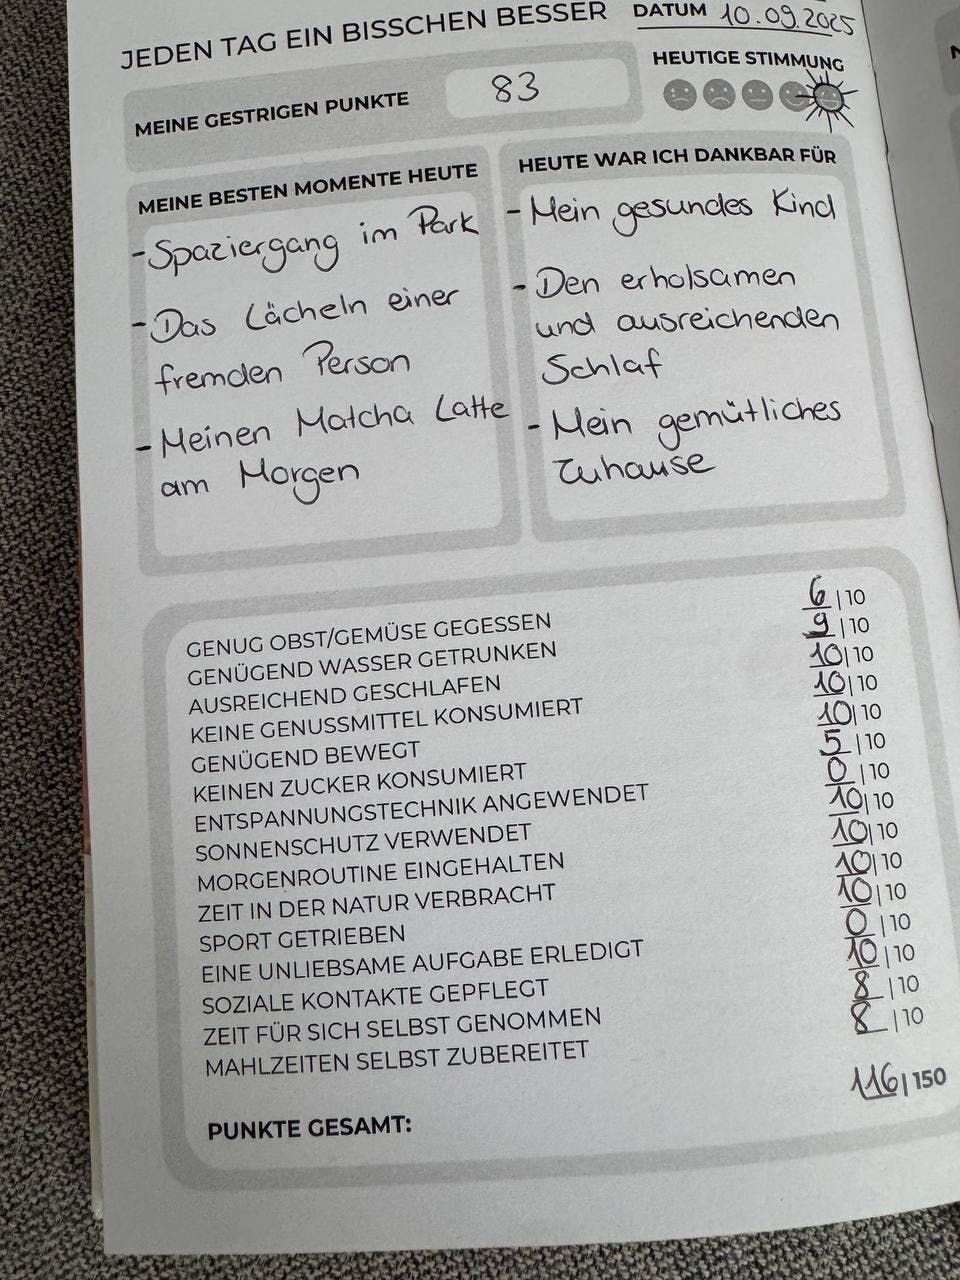 JEDEN TAG EIN BISSCHEN BESSER
DATUM 10.09.2025
MEINE GESTRIGEN PUNKTE 83
HEUTIGE STIMMUNG
MEINE BESTEN MOMENTE HEUTE
- Spaziergang im Park
- Das Lächeln einer
fremden Person
- Meinen Matcha Latte
am Morgen
HEUTE WAR ICH DANKBAR FÜR
- Mein gesundes Kind
- Den erholsamen
und ausreichenden
Schlaf
- Mein gemütliches
Zuhause
GENUG OBST/GEMÜSE GEGESSEN 6 | 10
GENÜGEND WASSER GETRUNKEN 9 | 10
AUSREICHEND GESCHLAFEN 10 | 10
KEINE GENUSSMITTEL KONSUMIERT 10 | 10
GENÜGEND BEWEGT 10 | 10
KEINEN ZUCKER KONSUMIERT 5 | 10
ENTSPANNUNGSTECHNIK ANGEWENDET 0 | 10
SONNENSCHUTZ VERWENDET 10 | 10
MORGENROUTINE EINGEHALTEN 10 | 10
ZEIT IN DER NATUR VERBRACHT 10 | 10
SPORT GETRIEBEN 10 | 10
EINE UNLIEBSAME AUFGABE ERLEDIGT 0 | 10
SOZIALE KONTAKTE GEPFLEGT 10 | 10
ZEIT FÜR SICH SELBST GENOMMEN 8 | 10
MAHLZEITEN SELBST ZUBEREITET 8 | 10
PUNKTE GESAMT: 116 | 150